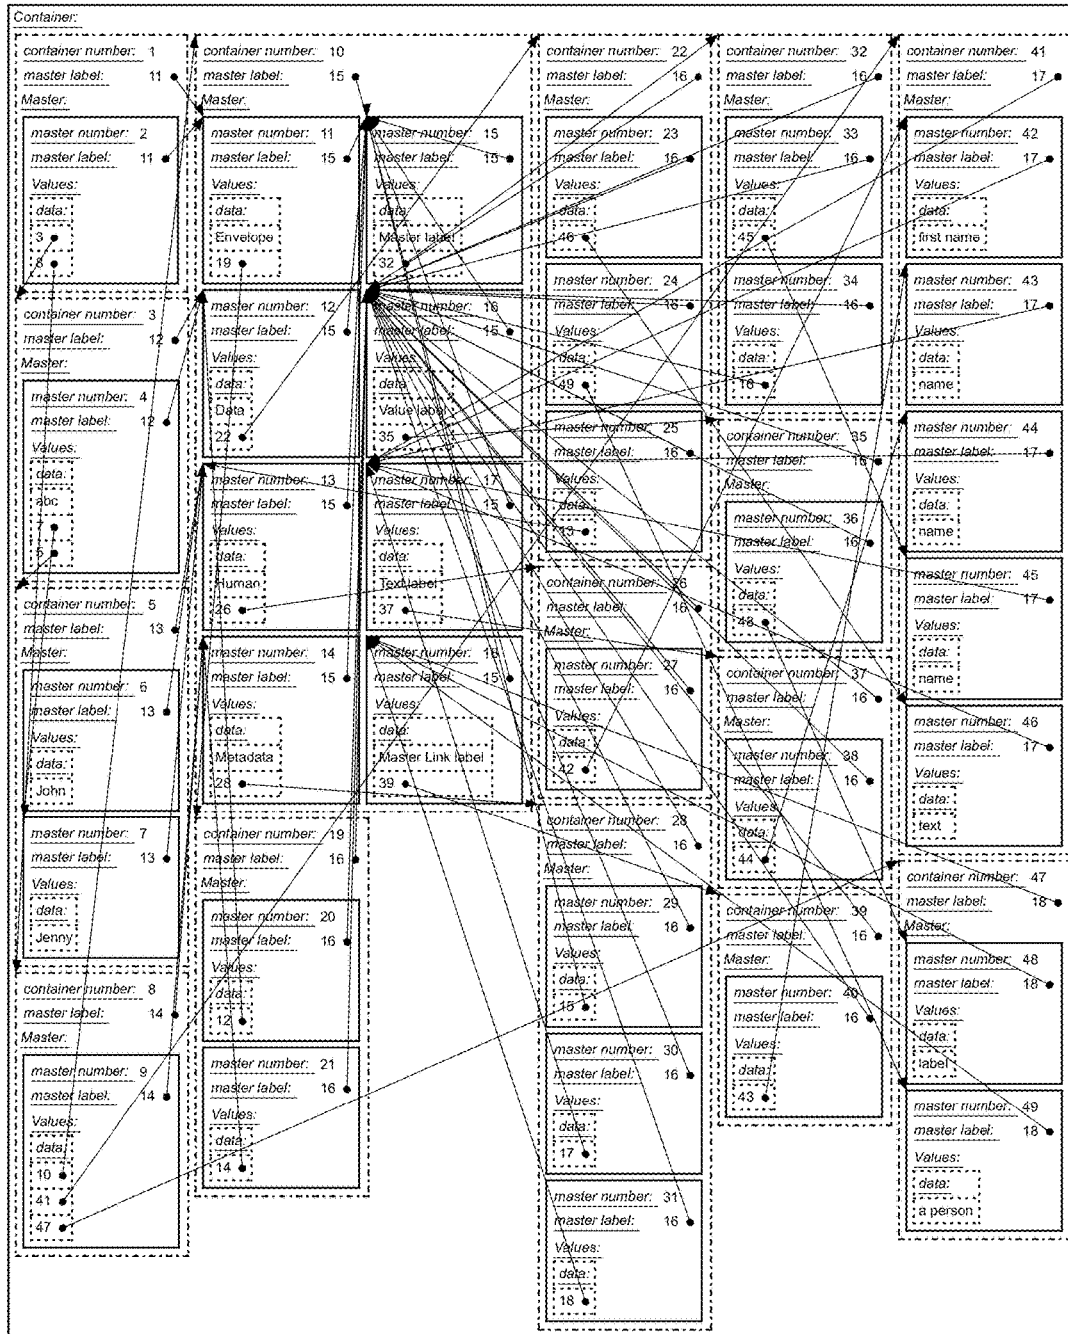 Container:
container number: 1
master label: 11
Master:
master number: 2
master label: 11
Values:
data:
3
8
container number: 3
master label: 12
Master:
master number: 4
master label: 12
Values:
data:
abc
7
5
container number: 5
master label: 13
Master:
master number: 6
master label: 13
Values:
data:
John
master number: 7
master label: 13
Values:
data:
Jenny
container number: 8
master label: 14
Master:
master number: 9
master label: 14
Values:
data:
10
41
47
container number: 10
master label: 15
Master:
master number: 11
master label: 15
Values:
data:
Envelope
19
master number: 12
master label: 15
Values:
data:
Data
22
master number: 13
master label: 15
Values:
data:
Human
26
master number: 14
master label: 15
Values:
data:
Metadata
28
master number: 15
master label: 15
Values:
data:
Master label
32
master number: 16
master label: 15
Values:
data:
Value label
35
master number: 17
master label: 15
Values:
data:
Text label
37
master number: 18
master label: 15
Values:
data:
Master Link label
39
container number: 19
master label: 16
Master:
master number: 20
master label: 16
Values:
data:
12
master number: 21
master label: 16
Values:
data:
14
container number: 22
master label: 16
Master:
master number: 23
master label: 16
Values:
data:
46
master number: 24
master label: 16
Values:
data:
49
master number: 25
master label: 16
Values:
data:
13
container number: 26
master label: 16
Master:
master number: 27
master label: 16
Values:
data:
42
container number: 28
master label: 16
Master:
master number: 29
master label: 16
Values:
data:
15
master number: 30
master label: 16
Values:
data:
17
master number: 31
master label: 16
Values:
data:
18
container number: 32
master label: 16
Master:
master number: 33
master label: 16
Values:
data:
45
master number: 34
master label: 16
Values:
data:
16
container number: 35
master label: 16
Master:
master number: 36
master label: 16
Values:
data:
48
container number: 37
master label: 16
Master:
master number: 38
master label: 16
Values:
data:
44
container number: 39
master label: 16
Master:
master number: 40
master label: 16
Values:
data:
43
container number: 41
master label: 17
Master:
master number: 42
master label: 17
Values:
data:
first name
master number: 43
master label: 17
Values:
data:
name
master number: 44
master label: 17
Values:
data:
name
master number: 45
master label: 17
Values:
data:
name
master number: 46
master label: 17
Values:
data:
text
container number: 47
master label: 18
Master:
master number: 48
master label: 18
Values:
data:
label
master number: 49
master label: 18
Values:
data:
a person